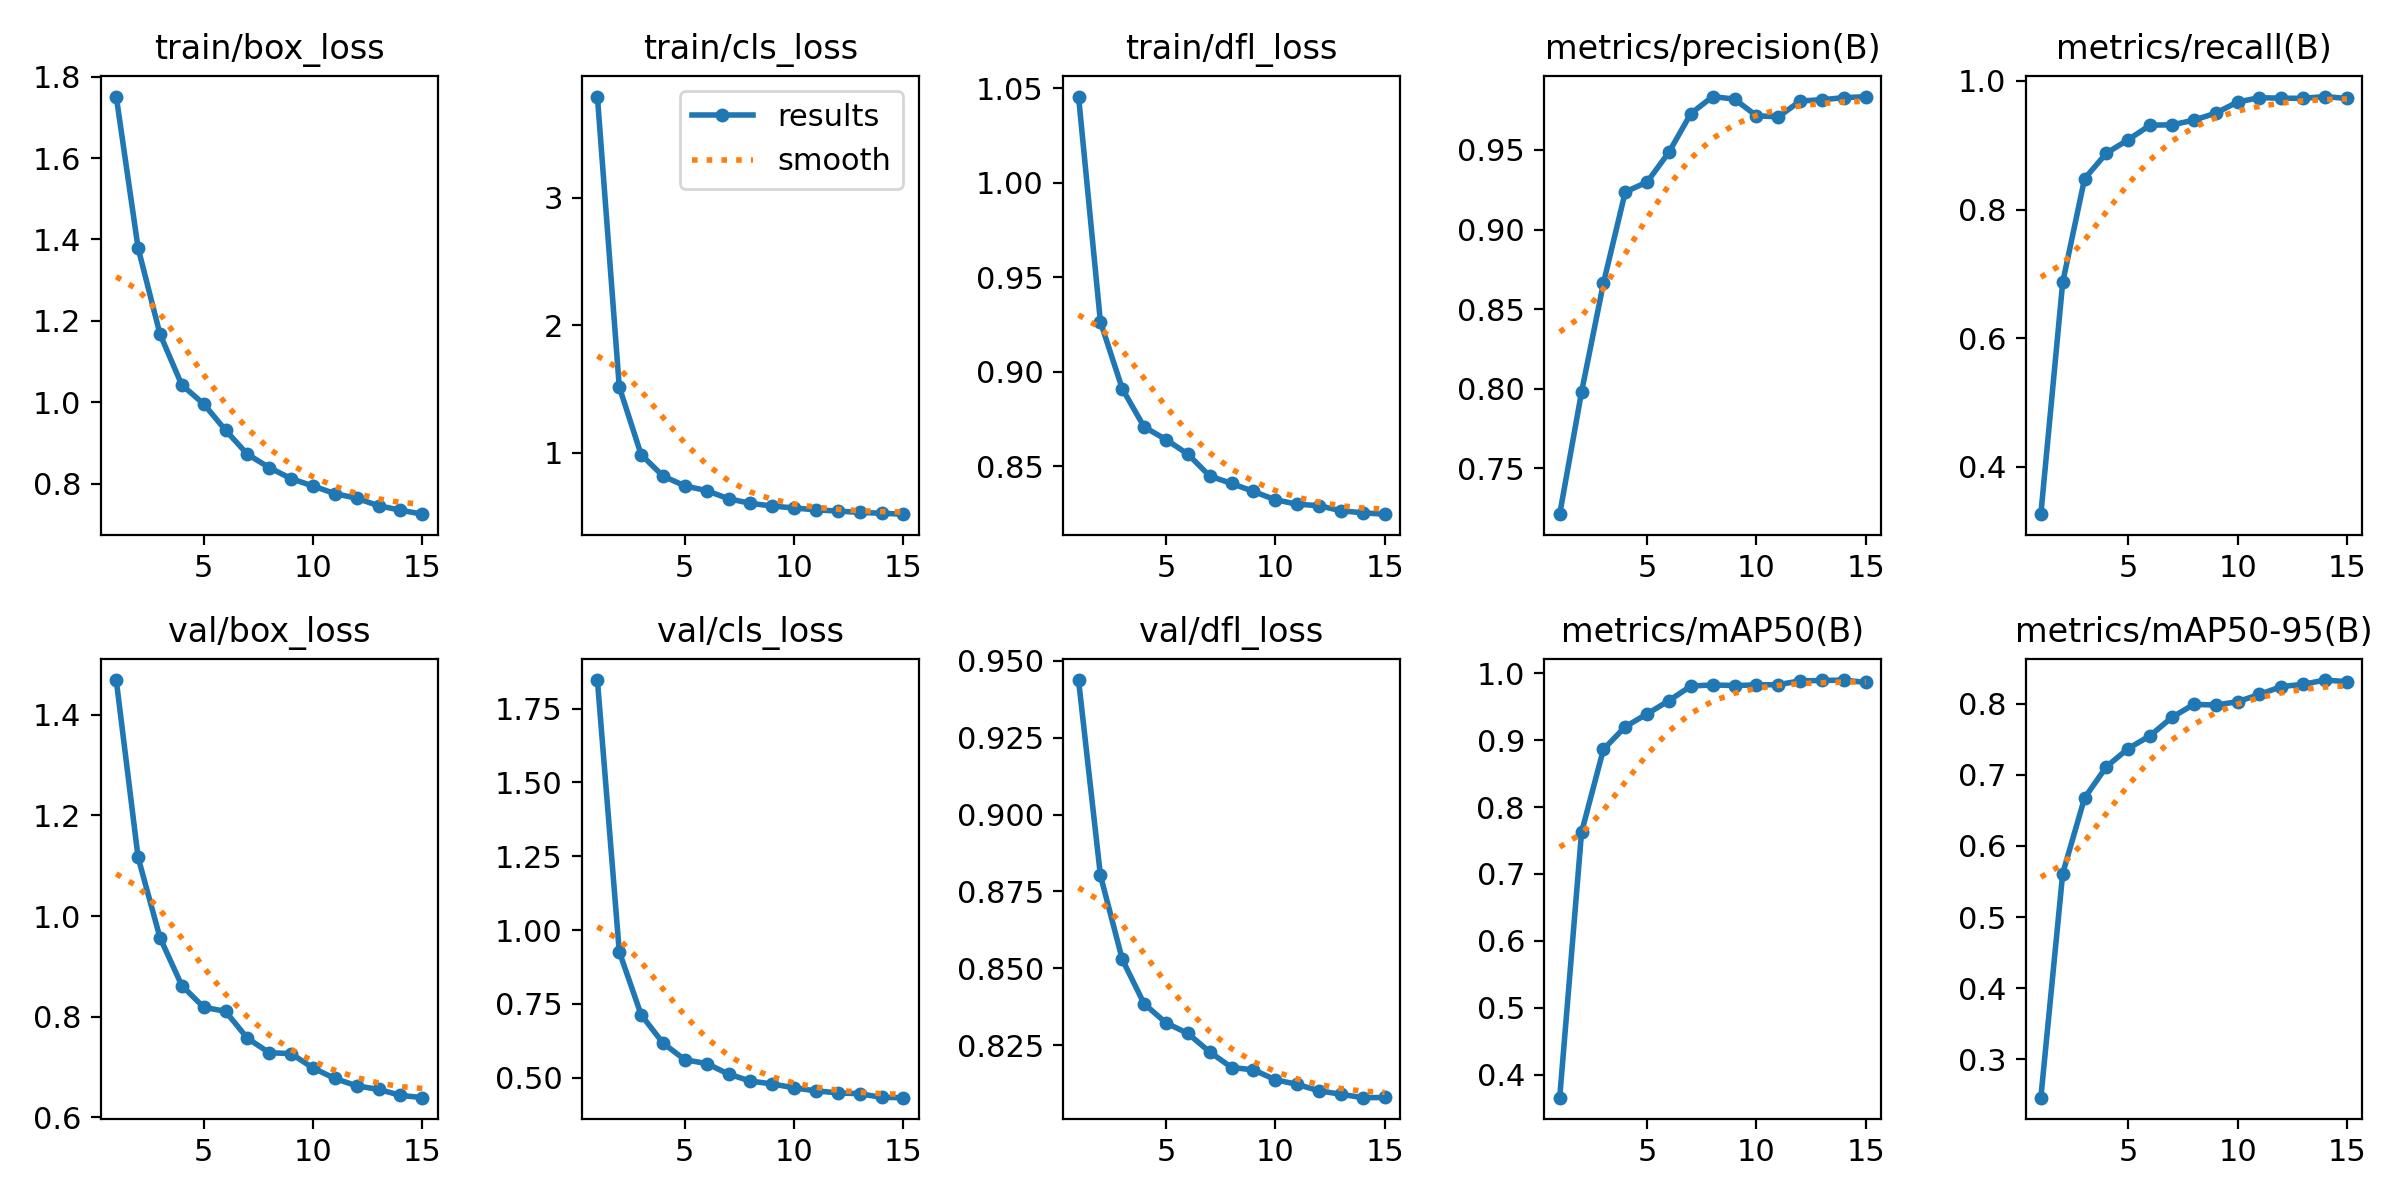 train/box_loss
1.8
1.6
1.4
1.2
1.0
0.8
5 10 15
train/cls_loss
results
smooth
3
2
1
5 10 15
train/dfl_loss
1.05
1.00
0.95
0.90
0.85
5 10 15
metrics/precision(B)
0.95
0.90
0.85
0.80
0.75
5 10 15
metrics/recall(B)
1.0
0.8
0.6
0.4
5 10 15
val/box_loss
1.4
1.2
1.0
0.8
0.6
5 10 15
val/cls_loss
1.75
1.50
1.25
1.00
0.75
0.50
5 10 15
val/dfl_loss
0.950
0.925
0.900
0.875
0.850
0.825
5 10 15
metrics/mAP50(B)
1.0
0.9
0.8
0.7
0.6
0.5
0.4
5 10 15
metrics/mAP50-95(B)
0.8
0.7
0.6
0.5
0.4
0.3
5 10 15